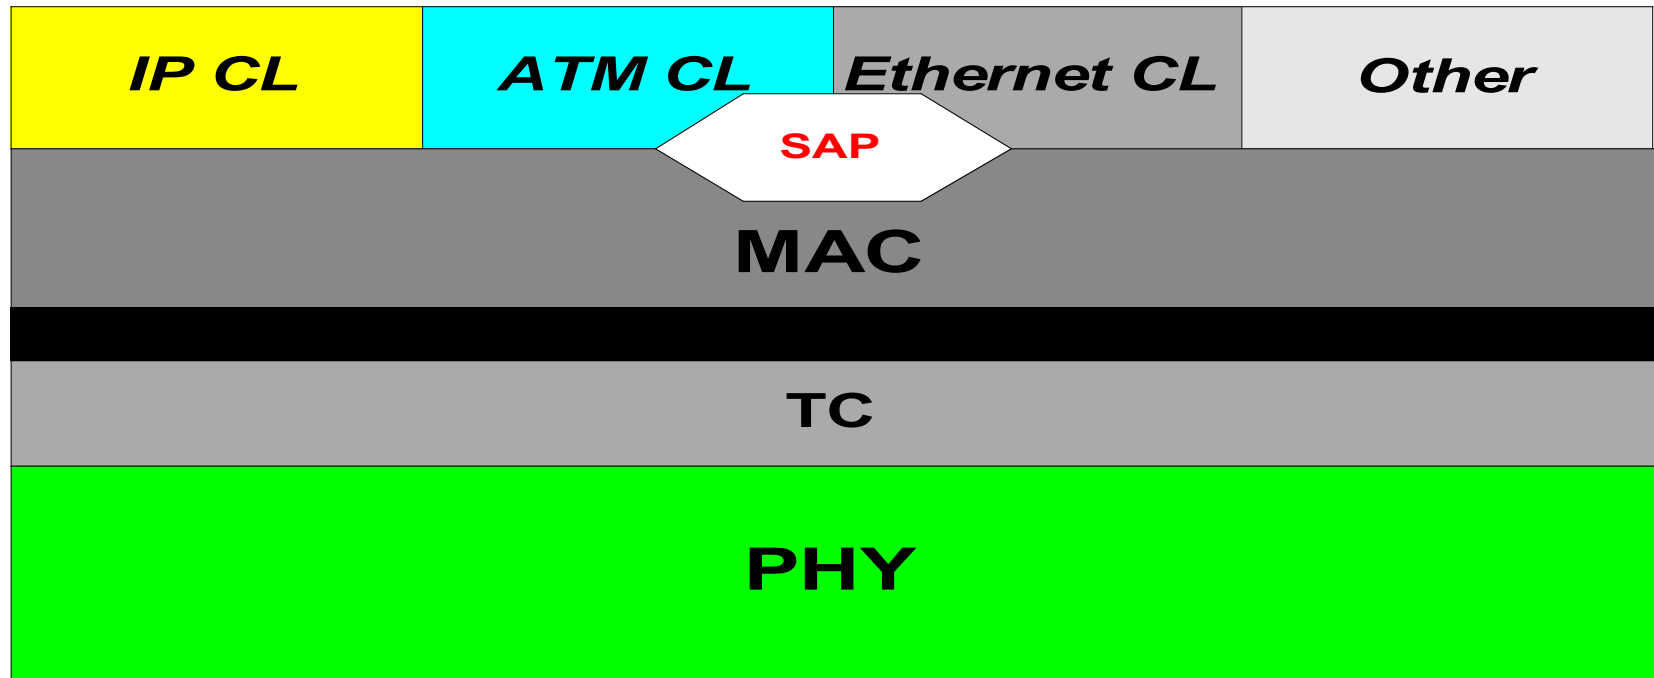 IP CL
ATM CL
Ethernet CL
Other
SAP
MAC
TC
PHY